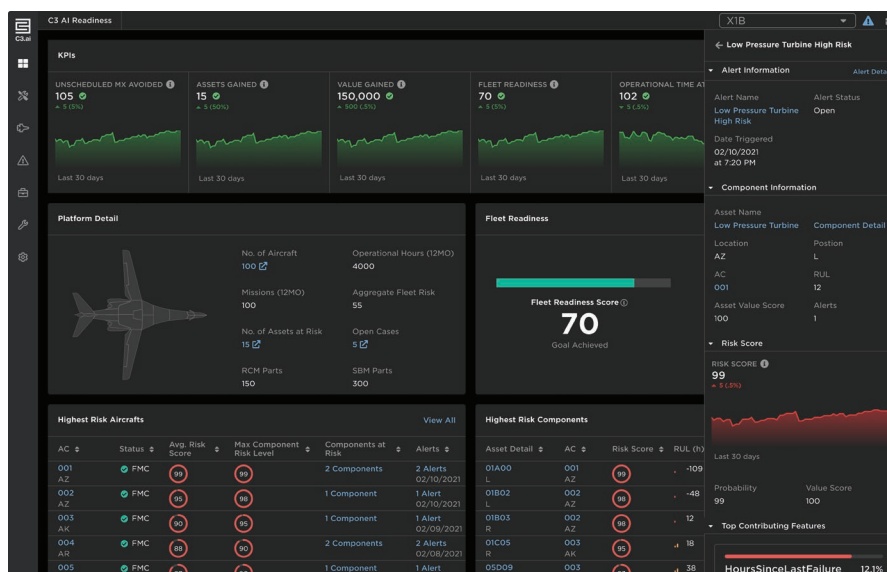 C3.ai
C3 AI Readiness
X1B
KPIs
UNSCHEDULED MX AVOIDED
105
5 (5%)
Last 30 days
ASSETS GAINED
15
5 (50%)
Last 30 days
VALUE GAINED
150,000
500 (.3%)
Last 30 days
FLEET READINESS
70
5 (5%)
Last 30 days
OPERATIONAL TIME AT
102
5 (.5%)
Last 30 days
Platform Detail
No. of Aircraft
100
Operational Hours (12MO)
4000
Missions (12MO)
100
Aggregate Fleet Risk
55
No. of Assets at Risk
15
Open Cases
5
RCM Parts
150
SBM Parts
300
Fleet Readiness
Fleet Readiness Score
70
Goal Achieved
Highest Risk Aircrafts
View All
AC Status Avg. Risk Score Max Component Risk Level Components at Risk Alerts
001 FMC 99 99 2 Components 2 Alerts
AZ 02/10/2021
002 FMC 95 98 1 Component 1 Alert
AZ 02/10/2021
003 FMC 90 95 1 Component 1 Alert
AK 02/09/2021
004 FMC 88 90 2 Components 2 Alerts
AR 02/08/2021
005 FMC 1 Component 1 Alert
Highest Risk Components
Asset Detail AC Risk Score RUL (h)
01A00 001 99 -109
L AZ
01B02 002 98 -48
L AZ
01B03 002 98 12
R AZ
01C05 003 95 18
R AK
05D09 003 38
Low Pressure Turbine High Risk
Alert Information
Alert Deta
Alert Name
Low Pressure Turbine
High Risk
Alert Status
Open
Date Triggered
02/10/2021
at 7:20 PM
Component Information
Asset Name
Low Pressure Turbine
Component Detail
Location
AZ
Postion
L
AC
001
RUL
12
Asset Value Score
100
Alerts
1
Risk Score
RISK SCORE
99
3 (.3%)
Last 30 days
Probability
99
Value Score
100
Top Contributing Features
HoursSinceLastFailure 12.1%